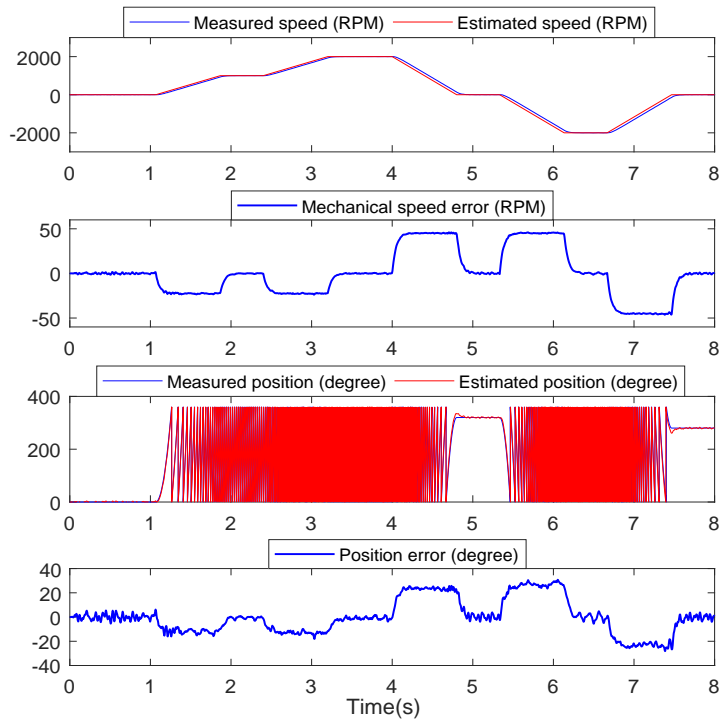 Measured speed (RPM) Estimated speed (RPM)
2000
0
-2000
0 1 2 3 4 5 6 7 8
Mechanical speed error (RPM)
50
0
-50
0 1 2 3 4 5 6 7 8
Measured position (degree) Estimated position (degree)
400
200
0
0 1 2 3 4 5 6 7 8
Position error (degree)
40
20
0
-20
-40
0 1 2 3 4 5 6 7 8
Time(s)